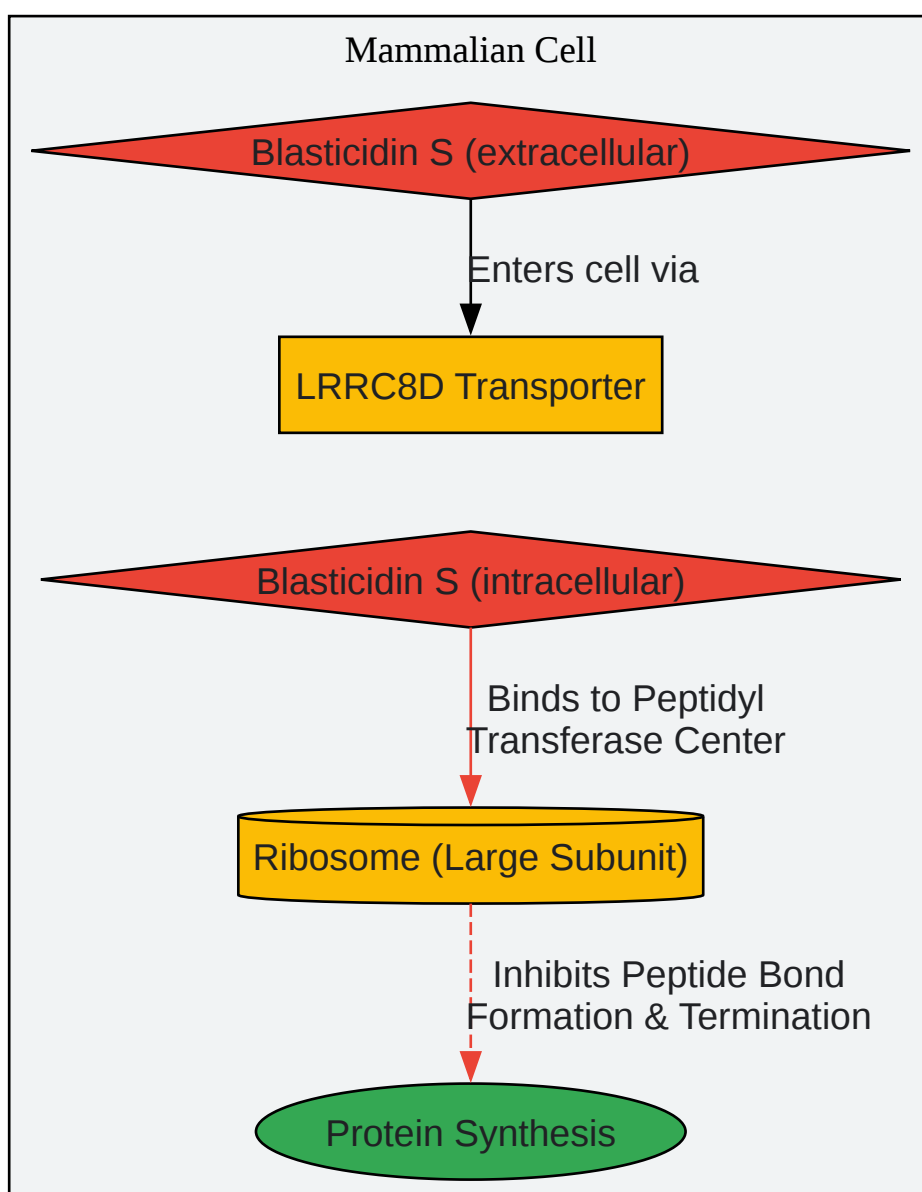 Mammalian Cell
Blasticidin S (extracellular)
Enters cell via
LRRC8D Transporter
Blasticidin S (intracellular)
Binds to Peptidyl
Transferase Center
Ribosome (Large Subunit)
Inhibits Peptide Bond
Formation & Termination
Protein Synthesis